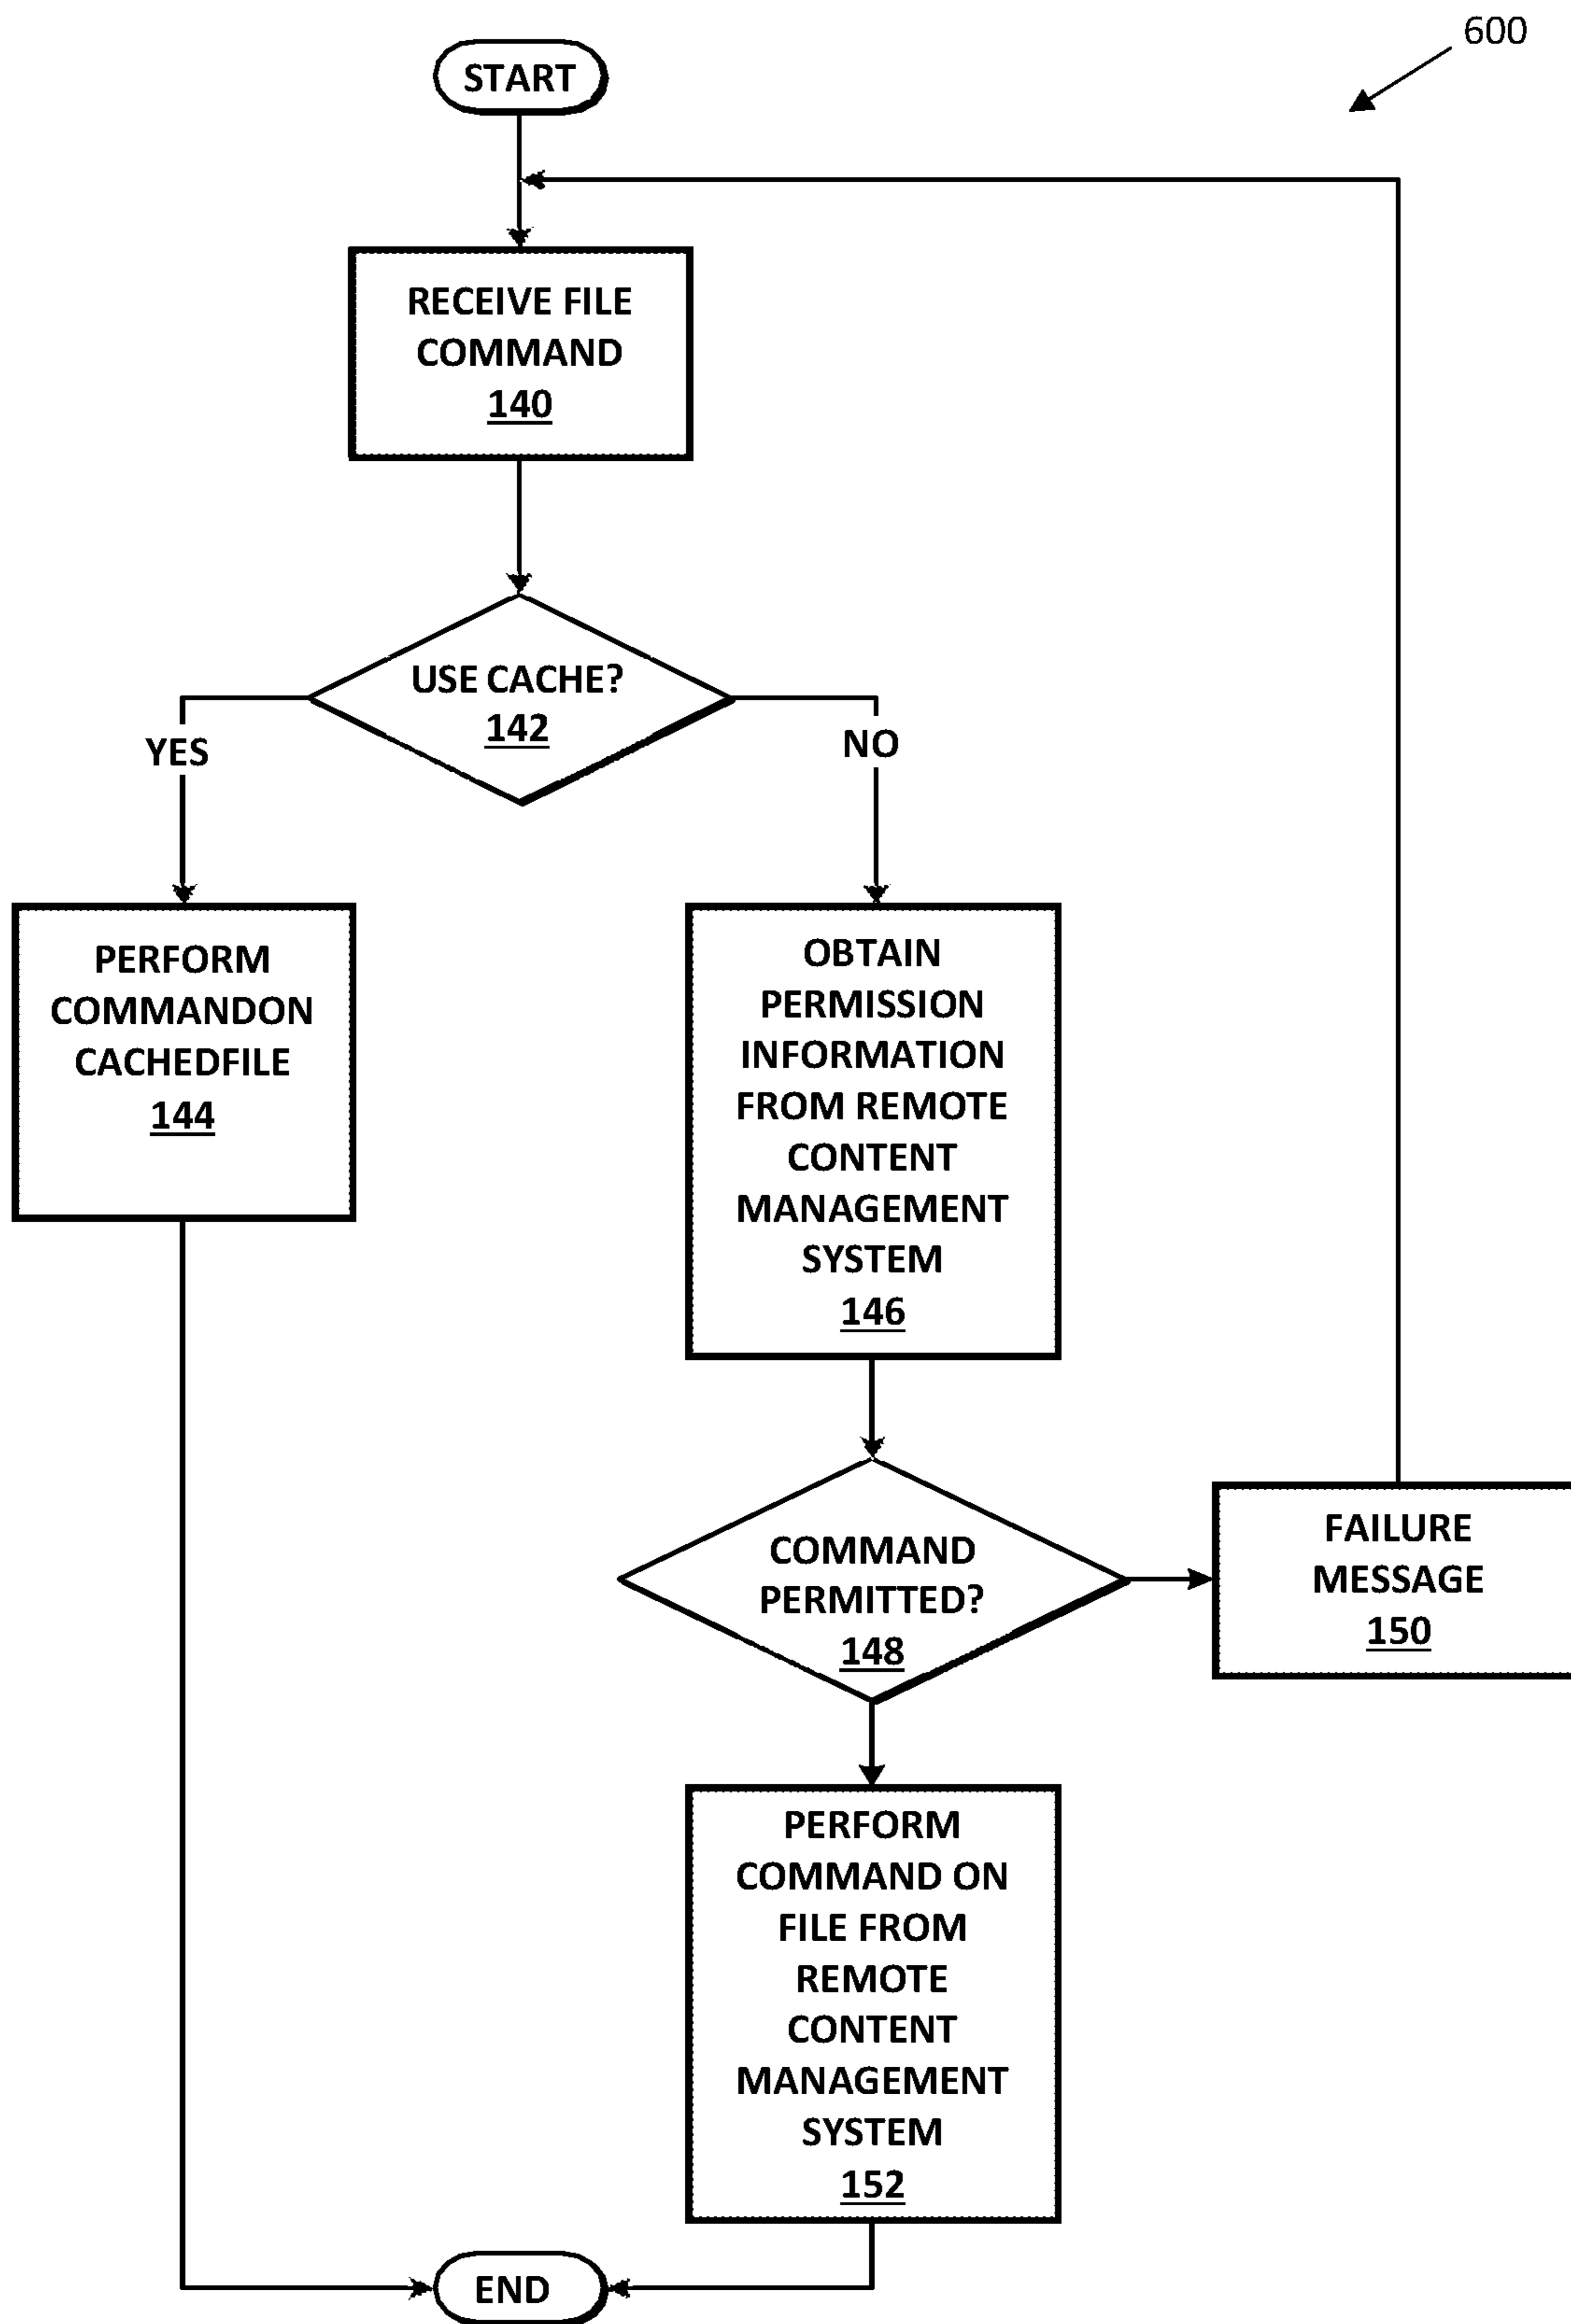 600
START
RECEIVE FILE
COMMAND
140
USE CACHE?
142
YES
NO
PERFORM
COMMANDON
CACHEDFILE
144
OBTAIN
PERMISSION
INFORMATION
FROM REMOTE
CONTENT
MANAGEMENT
SYSTEM
146
COMMAND
PERMITTED?
148
FAILURE
MESSAGE
150
PERFORM
COMMAND ON
FILE FROM
REMOTE
CONTENT
MANAGEMENT
SYSTEM
152
END